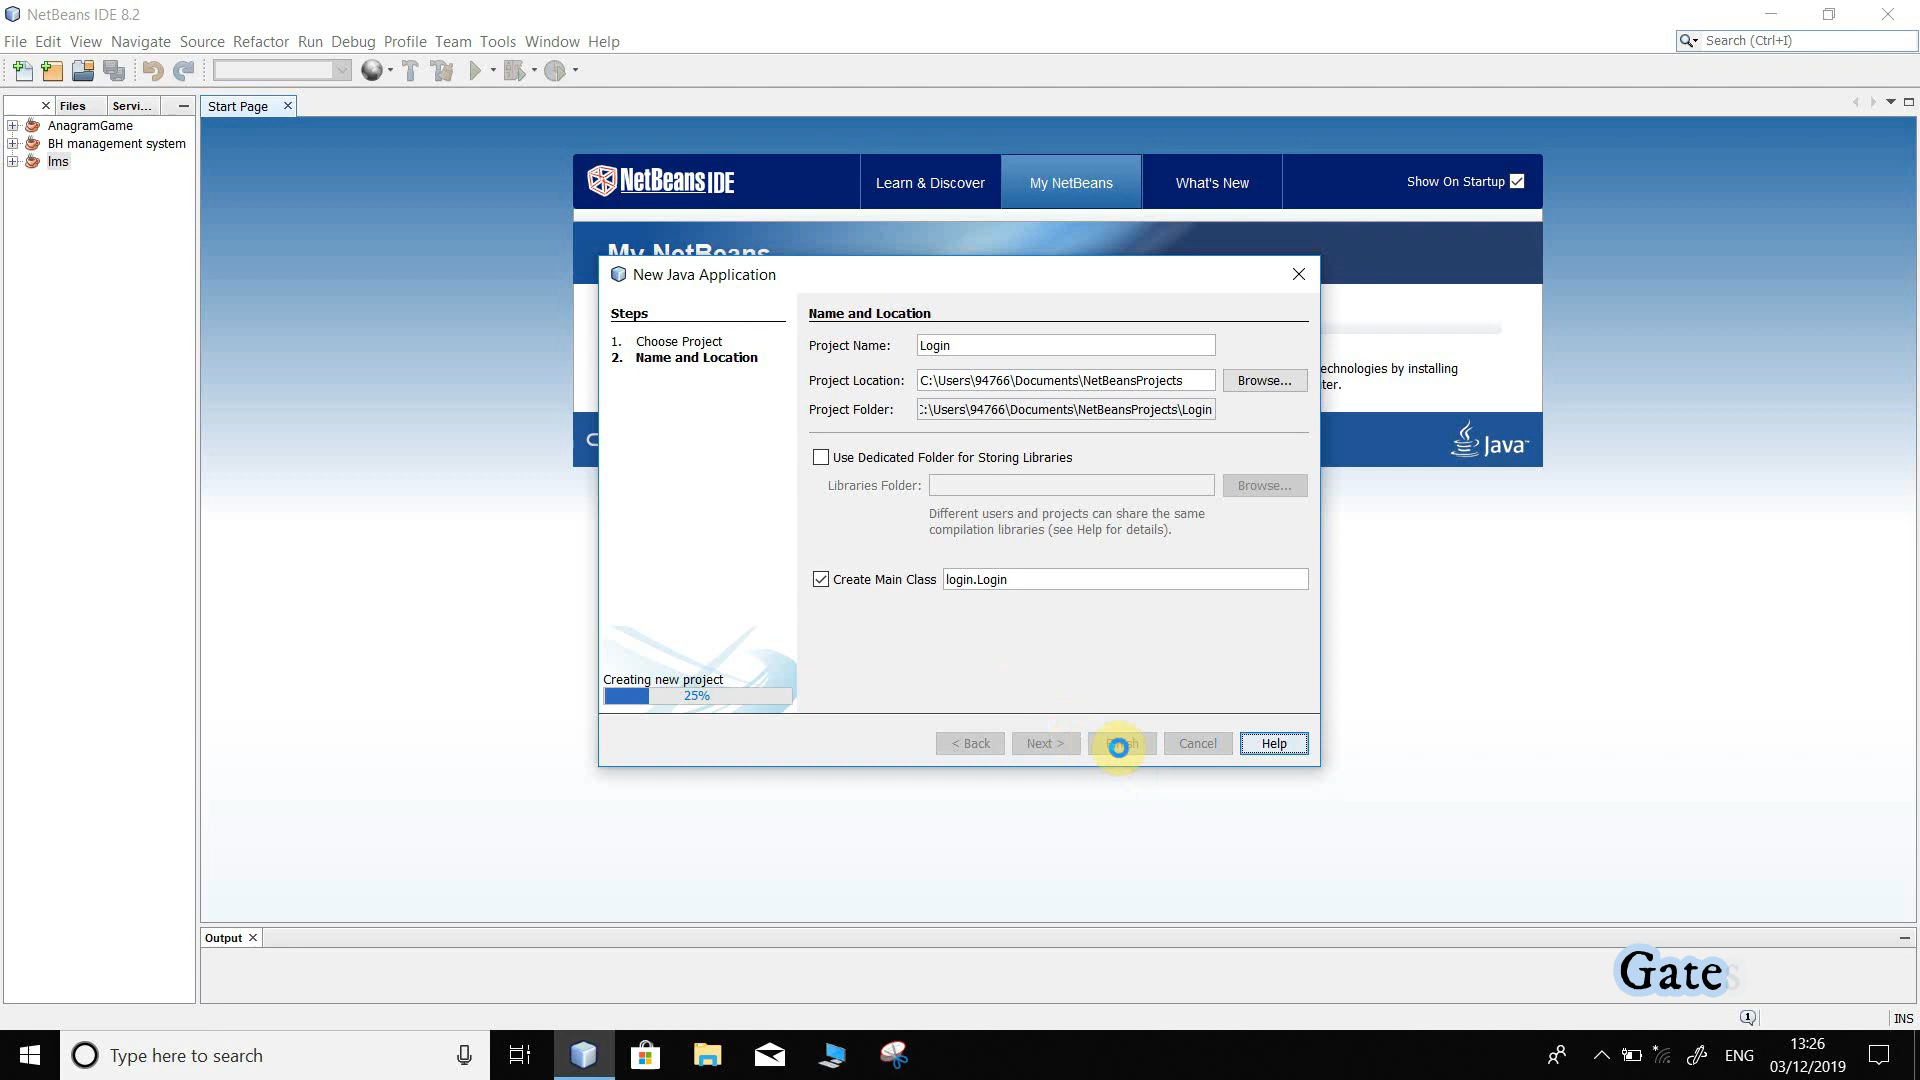 NetBeans IDE 8.2
File Edit View Navigate Source Refactor Run Debug Profile Team Tools Window Help
Search (Ctrl+I)
Files Servi...
Start Page
AnagramGame
BH management system
lms
NetBeans IDE
Learn & Discover
My NetBeans
What's New
Show On Startup
My NetBeans
New Java Application
Steps
1. Choose Project
2. Name and Location
Name and Location
Project Name: Login
Project Location: C:\Users\94766\Documents\NetBeansProjects Browse...
Project Folder: :\Users\94766\Documents\NetBeansProjects\Login
Use Dedicated Folder for Storing Libraries
Libraries Folder: Browse...
Different users and projects can share the same
compilation libraries (see Help for details).
Create Main Class login.Login
Creating new project
25%
< Back Next > Finish Cancel Help
echnologies by installing
ter.
Java
Output
Gates
1
INS
Type here to search
ENG
13:26
03/12/2019